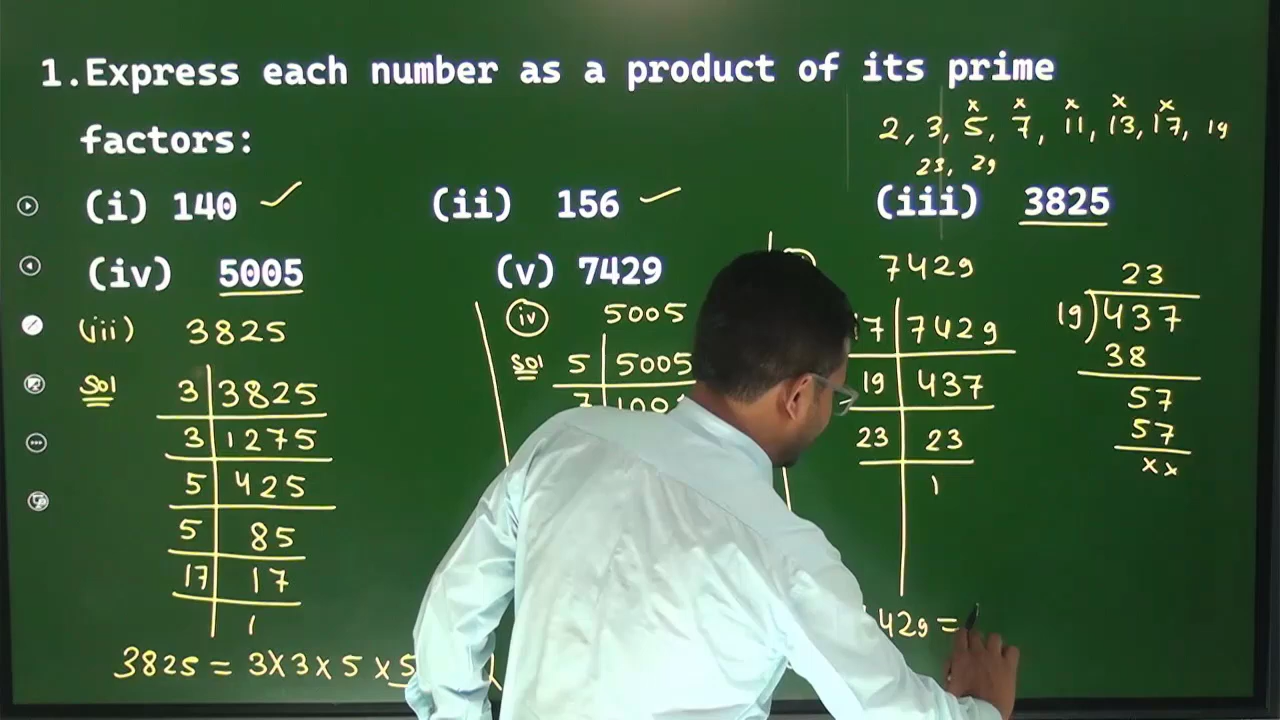 1.Express each number as a product of its prime
factors:
2, 3, 5, 7, 11, 13, 17, 19
x x x x x
23, 29
(i) 140 ✓ (ii) 156 ✓ (iii) 3825
(iv) 5005 (v) 7429
(iii) 3825
Sol
3 3825
3 1275
5 425
5 85
17 17
1
3825 = 3 x 3 x 5 x 5
(iv) 5005
Sol 5 5005
7 100
7429
17 7429
19 437
23 23
1
429 =
23
19)437
38
57
57
x x